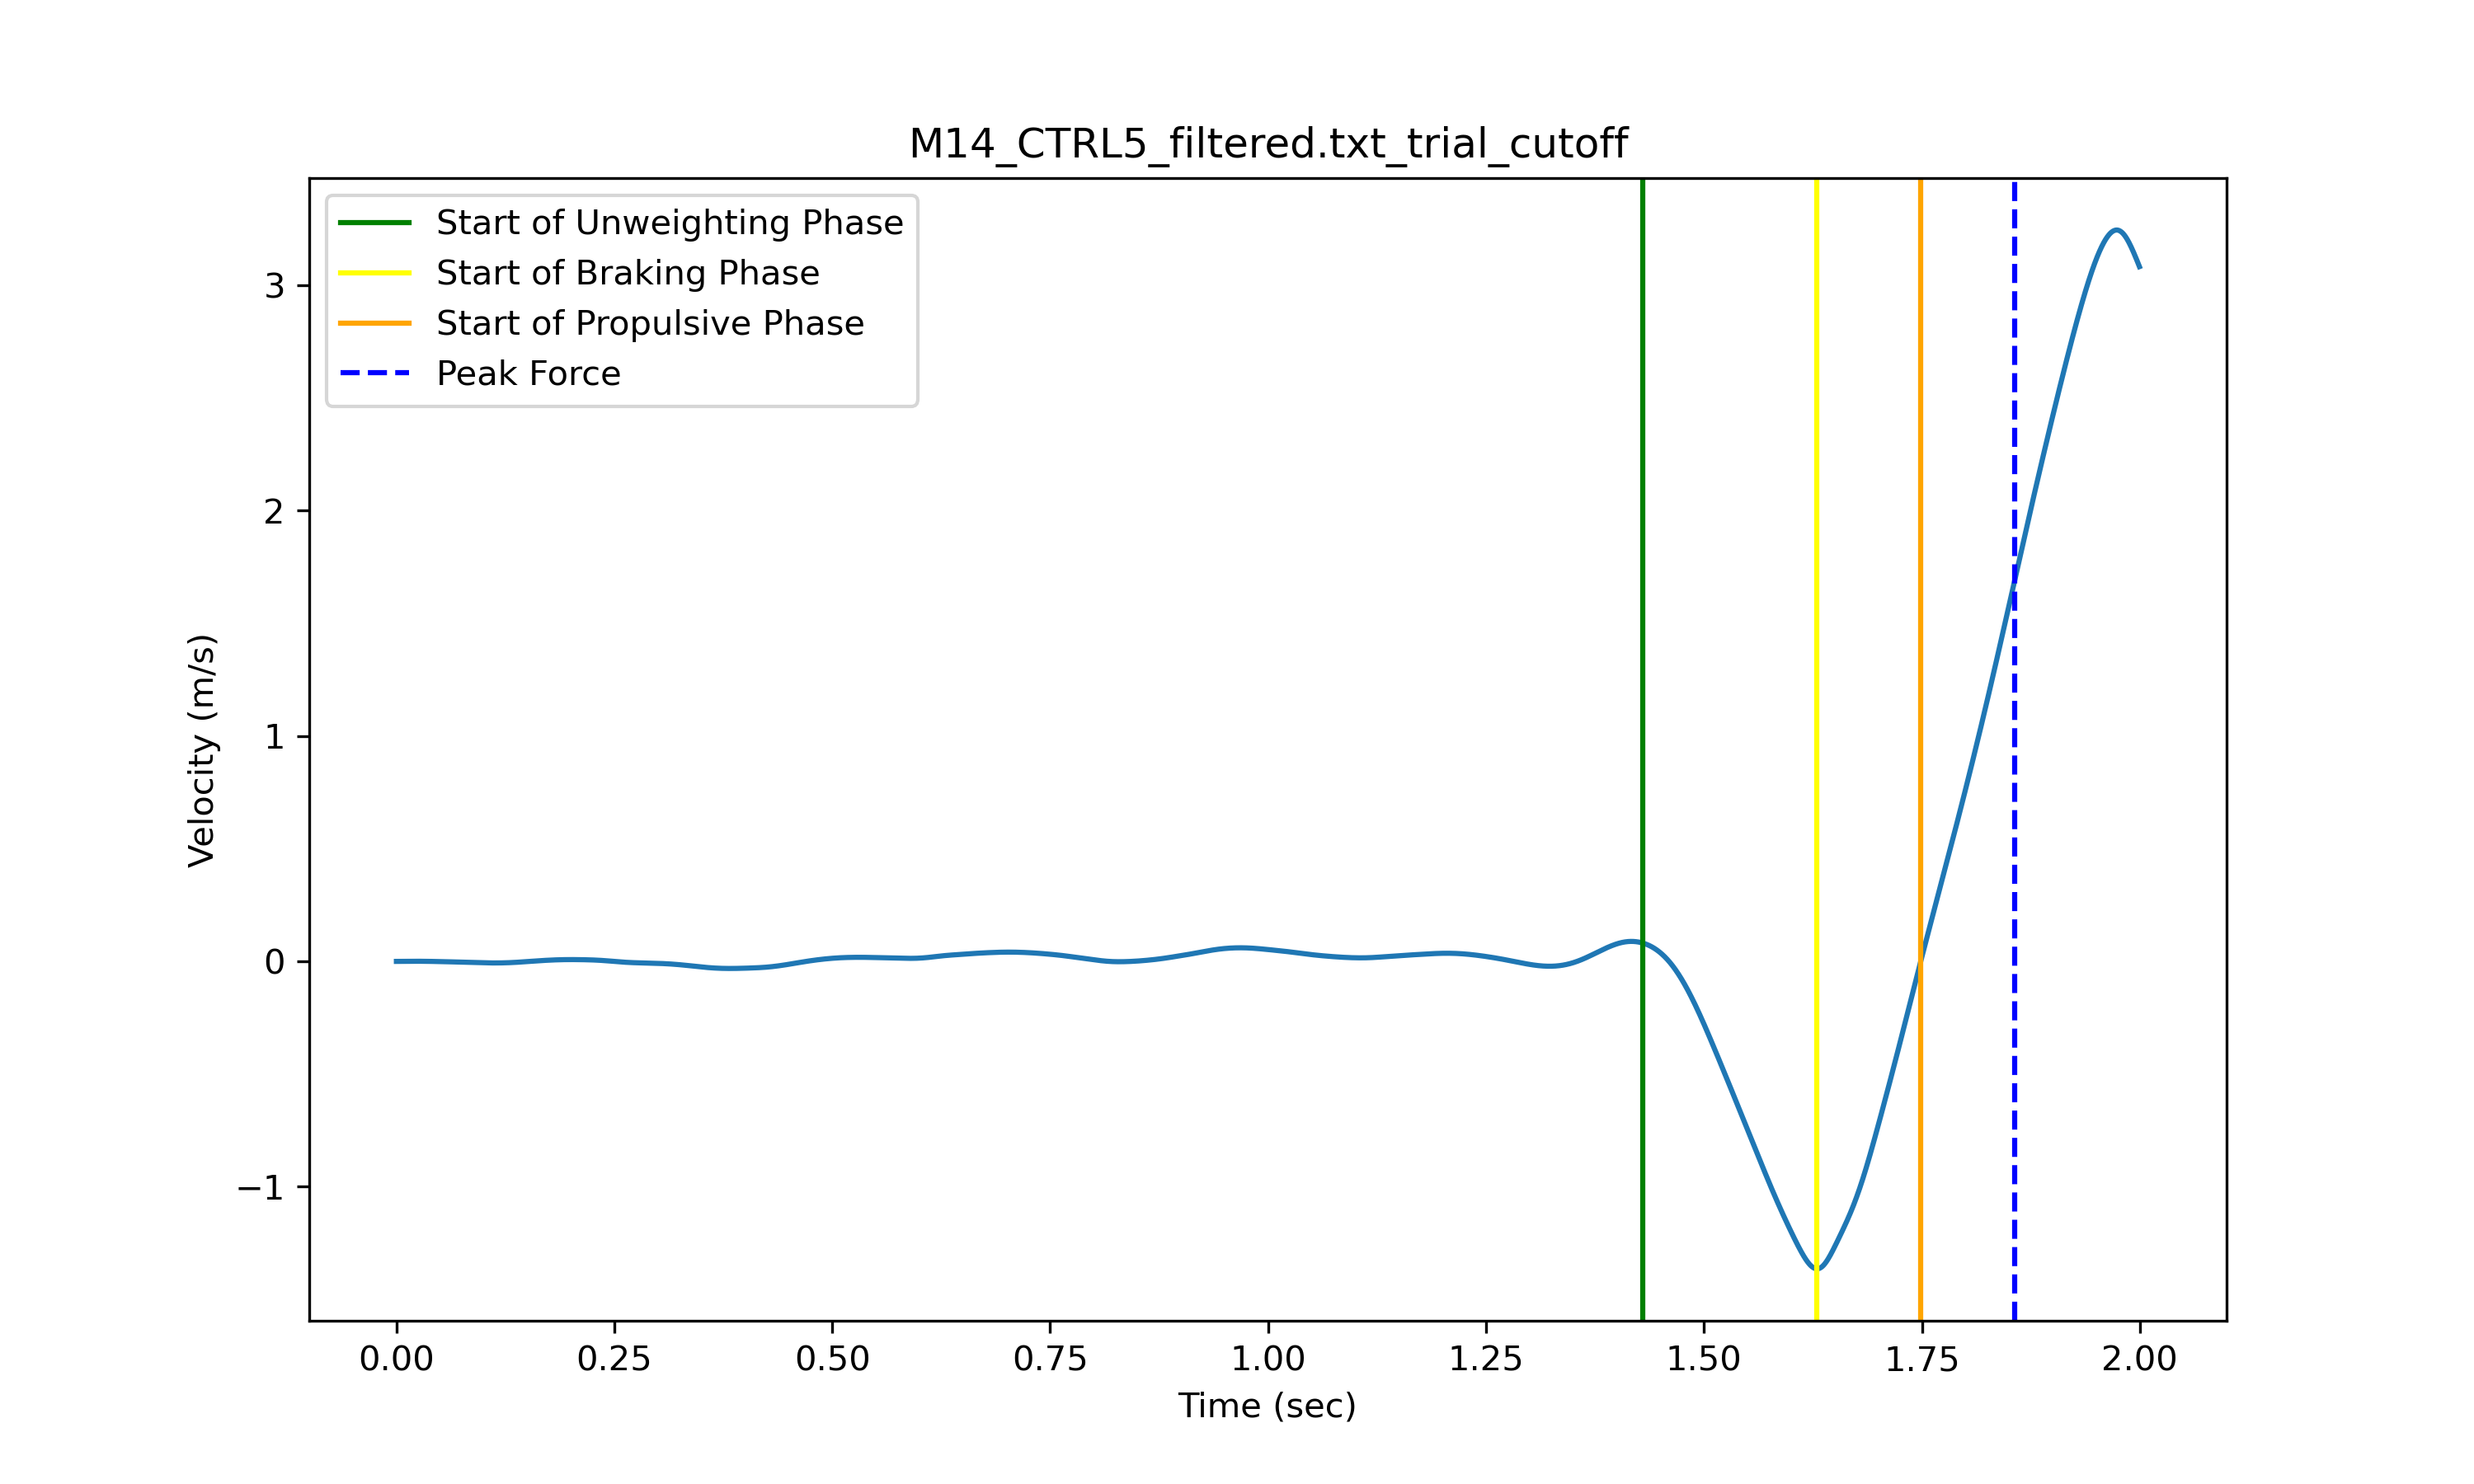 M14_CTRL5_filtered.txt_trial_cutoff
Start of Unweighting Phase
Start of Braking Phase
Start of Propulsive Phase
Peak Force
3
2
1
0
−1
Velocity (m/s)
0.00 0.25 0.50 0.75 1.00 1.25 1.50 1.75 2.00
Time (sec)